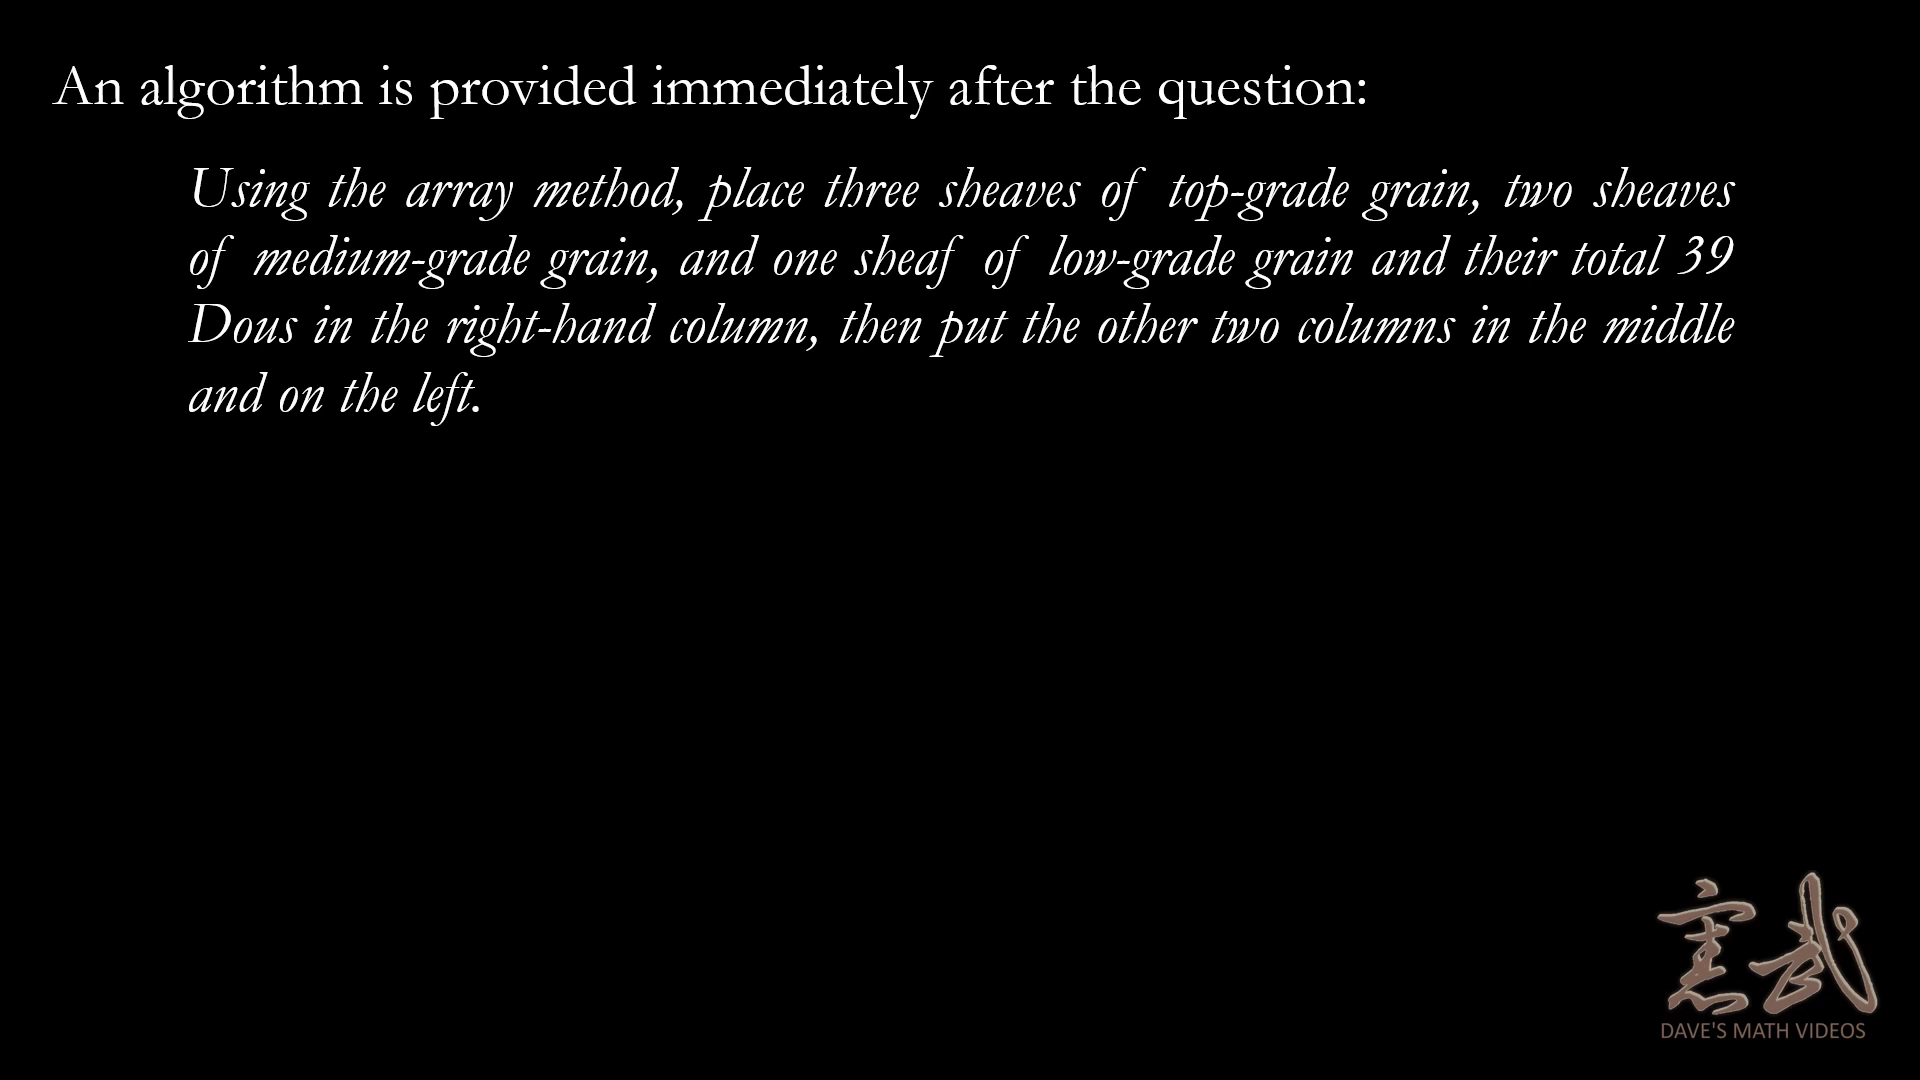 An algorithm is provided immediately after the question:
Using the array method, place three sheaves of top-grade grain, two sheaves
of medium-grade grain, and one sheaf of low-grade grain and their total 39
Dous in the right-hand column, then put the other two columns in the middle
and on the left.
DAVE'S MATH VIDEOS